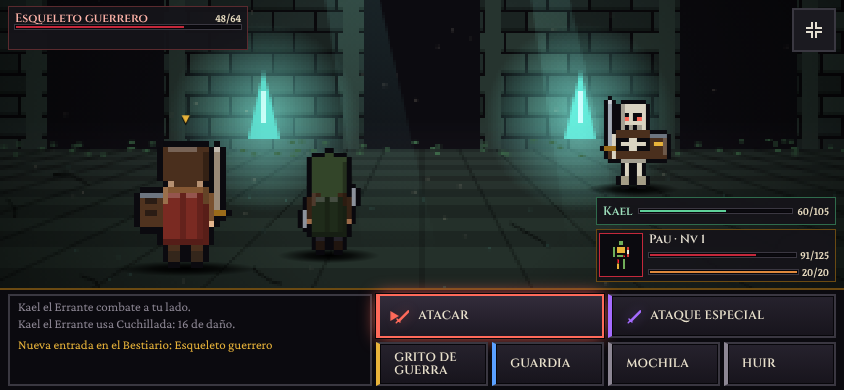 Esqueleto guerrero 48/64
Kael 60/105
Pau · Nv 1
91/125
20/20
Kael el Errante combate a tu lado.
Kael el Errante usa Cuchillada: 16 de daño.
Nueva entrada en el Bestiario: Esqueleto guerrero
ATACAR
ATAQUE ESPECIAL
GRITO DE
GUERRA
GUARDIA
MOCHILA
HUIR